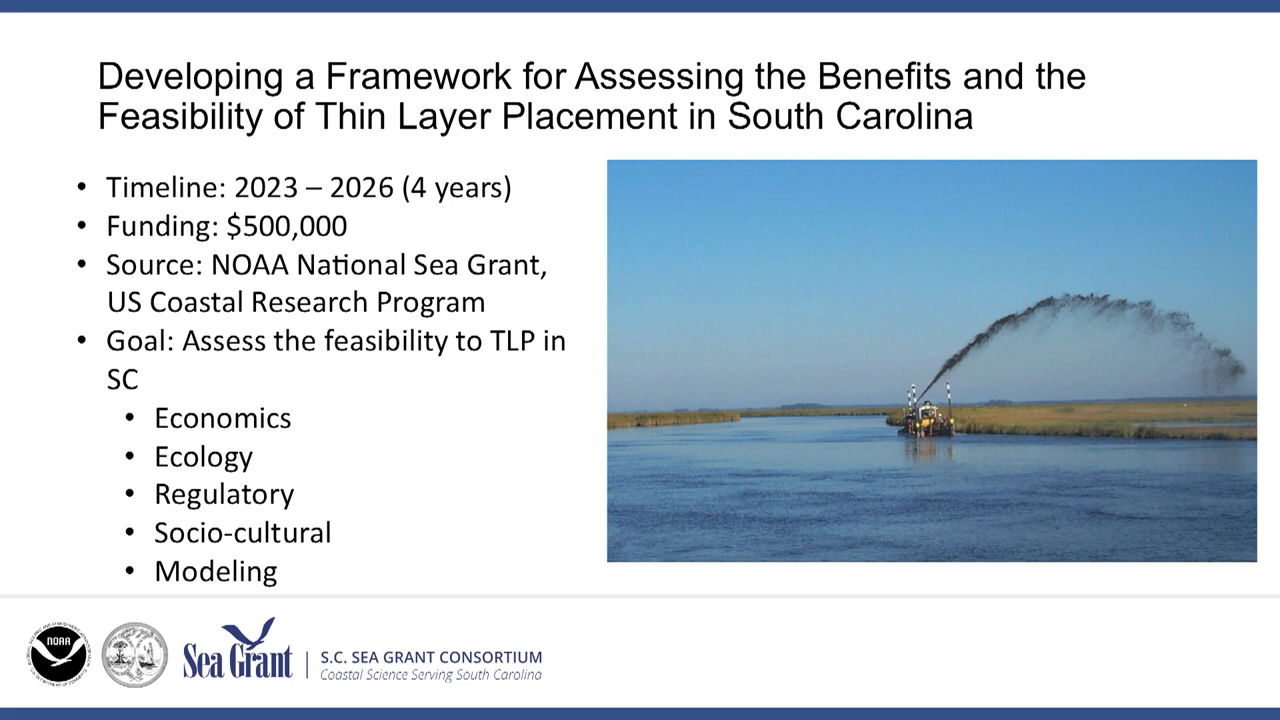 Developing a Framework for Assessing the Benefits and the
Feasibility of Thin Layer Placement in South Carolina
• Timeline: 2023 – 2026 (4 years)
• Funding: $500,000
• Source: NOAA National Sea Grant,
US Coastal Research Program
• Goal: Assess the feasibility to TLP in
SC
• Economics
• Ecology
• Regulatory
• Socio-cultural
• Modeling
NOAA
Sea Grant
S.C. SEA GRANT CONSORTIUM
Coastal Science Serving South Carolina